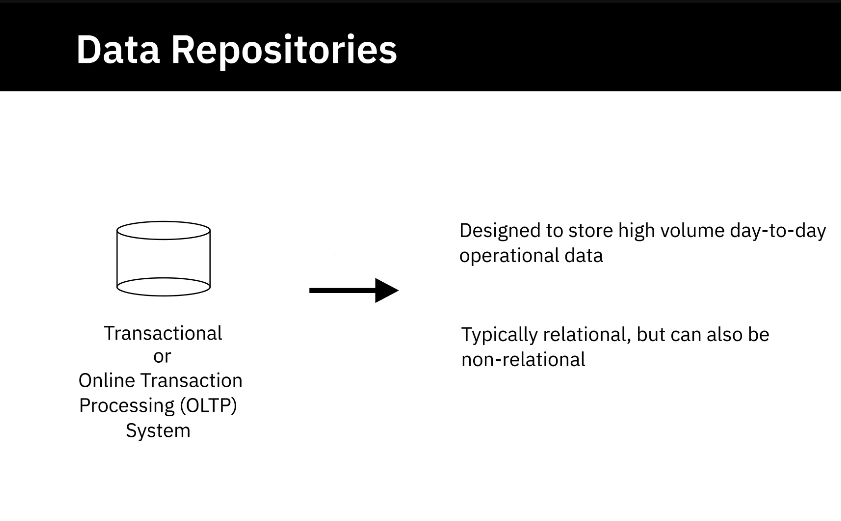 Data Repositories
Transactional
or
Online Transaction
Processing (OLTP)
System
Designed to store high volume day-to-day
operational data
Typically relational, but can also be
non-relational